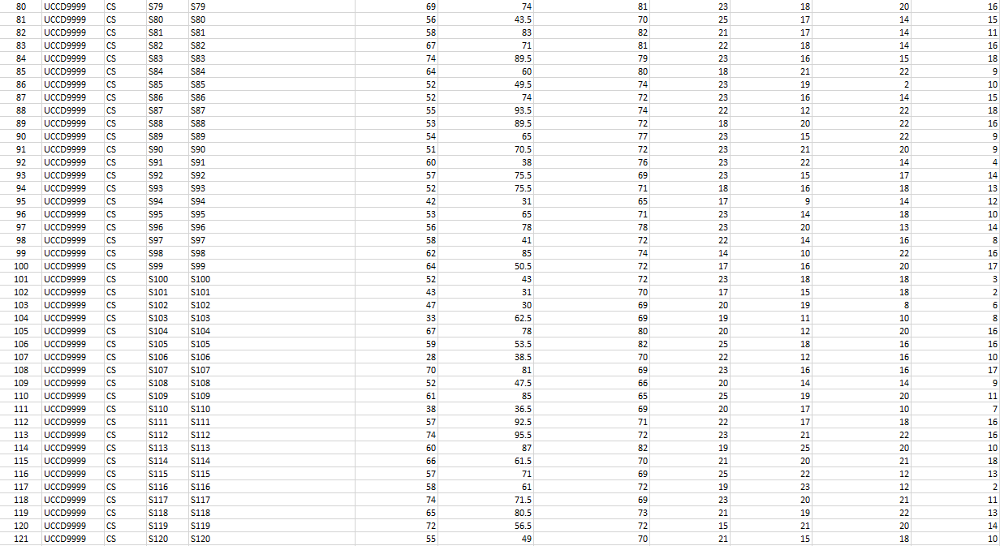 80 UCCD9999 CS S79 S79 69 74 81 23 18 20 16
81 UCCD9999 CS S80 S80 56 43.5 70 25 17 14 15
82 UCCD9999 CS S81 S81 58 83 82 21 17 14 11
83 UCCD9999 CS S82 S82 67 71 81 22 18 14 16
84 UCCD9999 CS S83 S83 74 89.5 79 23 16 15 18
85 UCCD9999 CS S84 S84 64 60 80 18 21 22 9
86 UCCD9999 CS S85 S85 52 49.5 74 23 19 2 10
87 UCCD9999 CS S86 S86 52 74 72 23 16 14 15
88 UCCD9999 CS S87 S87 55 93.5 74 22 12 22 18
89 UCCD9999 CS S88 S88 53 89.5 72 18 20 22 16
90 UCCD9999 CS S89 S89 54 65 77 23 15 22 9
91 UCCD9999 CS S90 S90 51 70.5 72 23 21 20 9
92 UCCD9999 CS S91 S91 60 38 76 23 22 14 4
93 UCCD9999 CS S92 S92 57 75.5 69 23 15 17 14
94 UCCD9999 CS S93 S93 52 75.5 71 18 16 18 13
95 UCCD9999 CS S94 S94 42 31 65 17 9 14 12
96 UCCD9999 CS S95 S95 53 65 71 23 14 18 10
97 UCCD9999 CS S96 S96 56 78 78 23 20 13 14
98 UCCD9999 CS S97 S97 58 41 72 22 14 16 8
99 UCCD9999 CS S98 S98 62 85 74 14 10 22 16
100 UCCD9999 CS S99 S99 64 50.5 72 17 16 20 17
101 UCCD9999 CS S100 S100 52 43 72 23 18 18 3
102 UCCD9999 CS S101 S101 43 31 70 17 15 18 2
103 UCCD9999 CS S102 S102 47 30 69 20 19 8 6
104 UCCD9999 CS S103 S103 33 62.5 69 19 11 10 8
105 UCCD9999 CS S104 S104 67 78 80 20 12 20 16
106 UCCD9999 CS S105 S105 59 53.5 82 25 18 16 16
107 UCCD9999 CS S106 S106 28 38.5 70 22 12 16 10
108 UCCD9999 CS S107 S107 70 81 69 23 16 16 17
109 UCCD9999 CS S108 S108 52 47.5 66 20 14 14 9
110 UCCD9999 CS S109 S109 61 85 65 25 19 20 11
111 UCCD9999 CS S110 S110 38 36.5 69 20 17 10 7
112 UCCD9999 CS S111 S111 57 92.5 71 22 17 18 16
113 UCCD9999 CS S112 S112 74 95.5 72 23 21 22 16
114 UCCD9999 CS S113 S113 60 87 82 19 25 20 10
115 UCCD9999 CS S114 S114 66 61.5 70 21 20 21 18
116 UCCD9999 CS S115 S115 57 71 69 25 22 12 13
117 UCCD9999 CS S116 S116 58 61 72 19 23 12 2
118 UCCD9999 CS S117 S117 74 71.5 69 23 20 21 11
119 UCCD9999 CS S118 S118 65 80.5 73 21 19 22 13
120 UCCD9999 CS S119 S119 72 56.5 72 15 21 20 14
121 UCCD9999 CS S120 S120 55 49 70 21 15 18 10